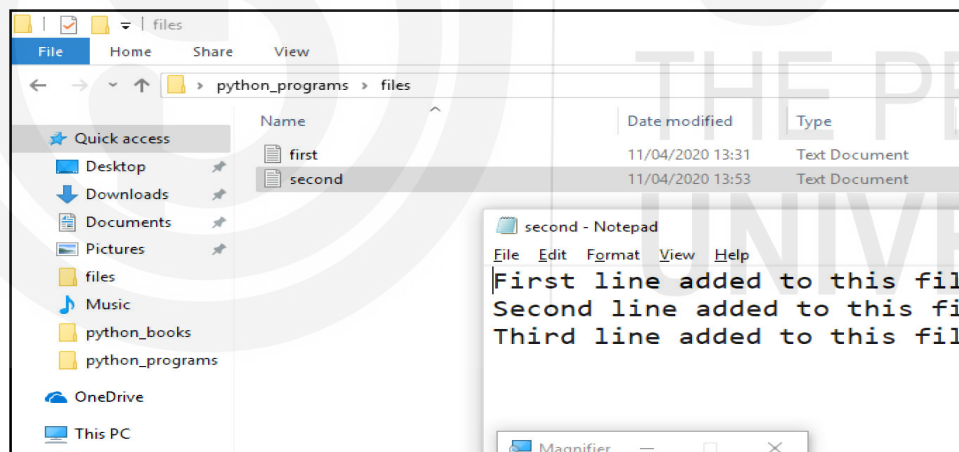 files
File Home Share View
python_programs > files
Name Date modified Type
Quick access
Desktop
Downloads
Documents
Pictures
files
Music
python_books
python_programs
OneDrive
This PC
first 11/04/2020 13:31 Text Document
second 11/04/2020 13:53 Text Document
second - Notepad
File Edit Format View Help
First line added to this fil
Second line added to this fi
Third line added to this fil
Magnifier
THE PE
UNIVE